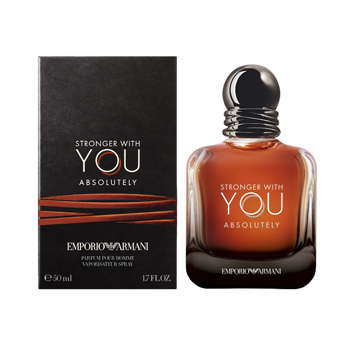 STRONGER WITH
YOU
ABSOLUTELY
EMPORIO ARMANI
PARFUM POUR HOMME
VAPORISATEUR SPRAY
℮ 50 ml 1.7 FL.OZ.
STRONGER WITH
YOU
ABSOLUTELY
EMPORIO ARMANI